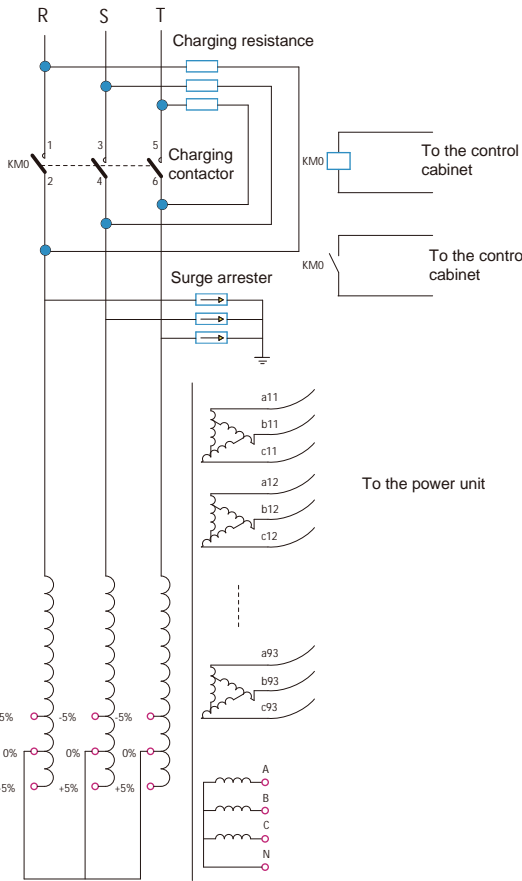 R S T
Charging resistance
1 3 5
KM0
Charging
contactor
2 4 6
KM0
To the control
cabinet
KM0
To the contro
cabinet
Surge arrester
a11
b11
c11
a12
b12
c12
To the power unit
a93
b93
c93
5% -5% -5%
0% 0% 0%
-5% +5% +5%
A
B
C
N